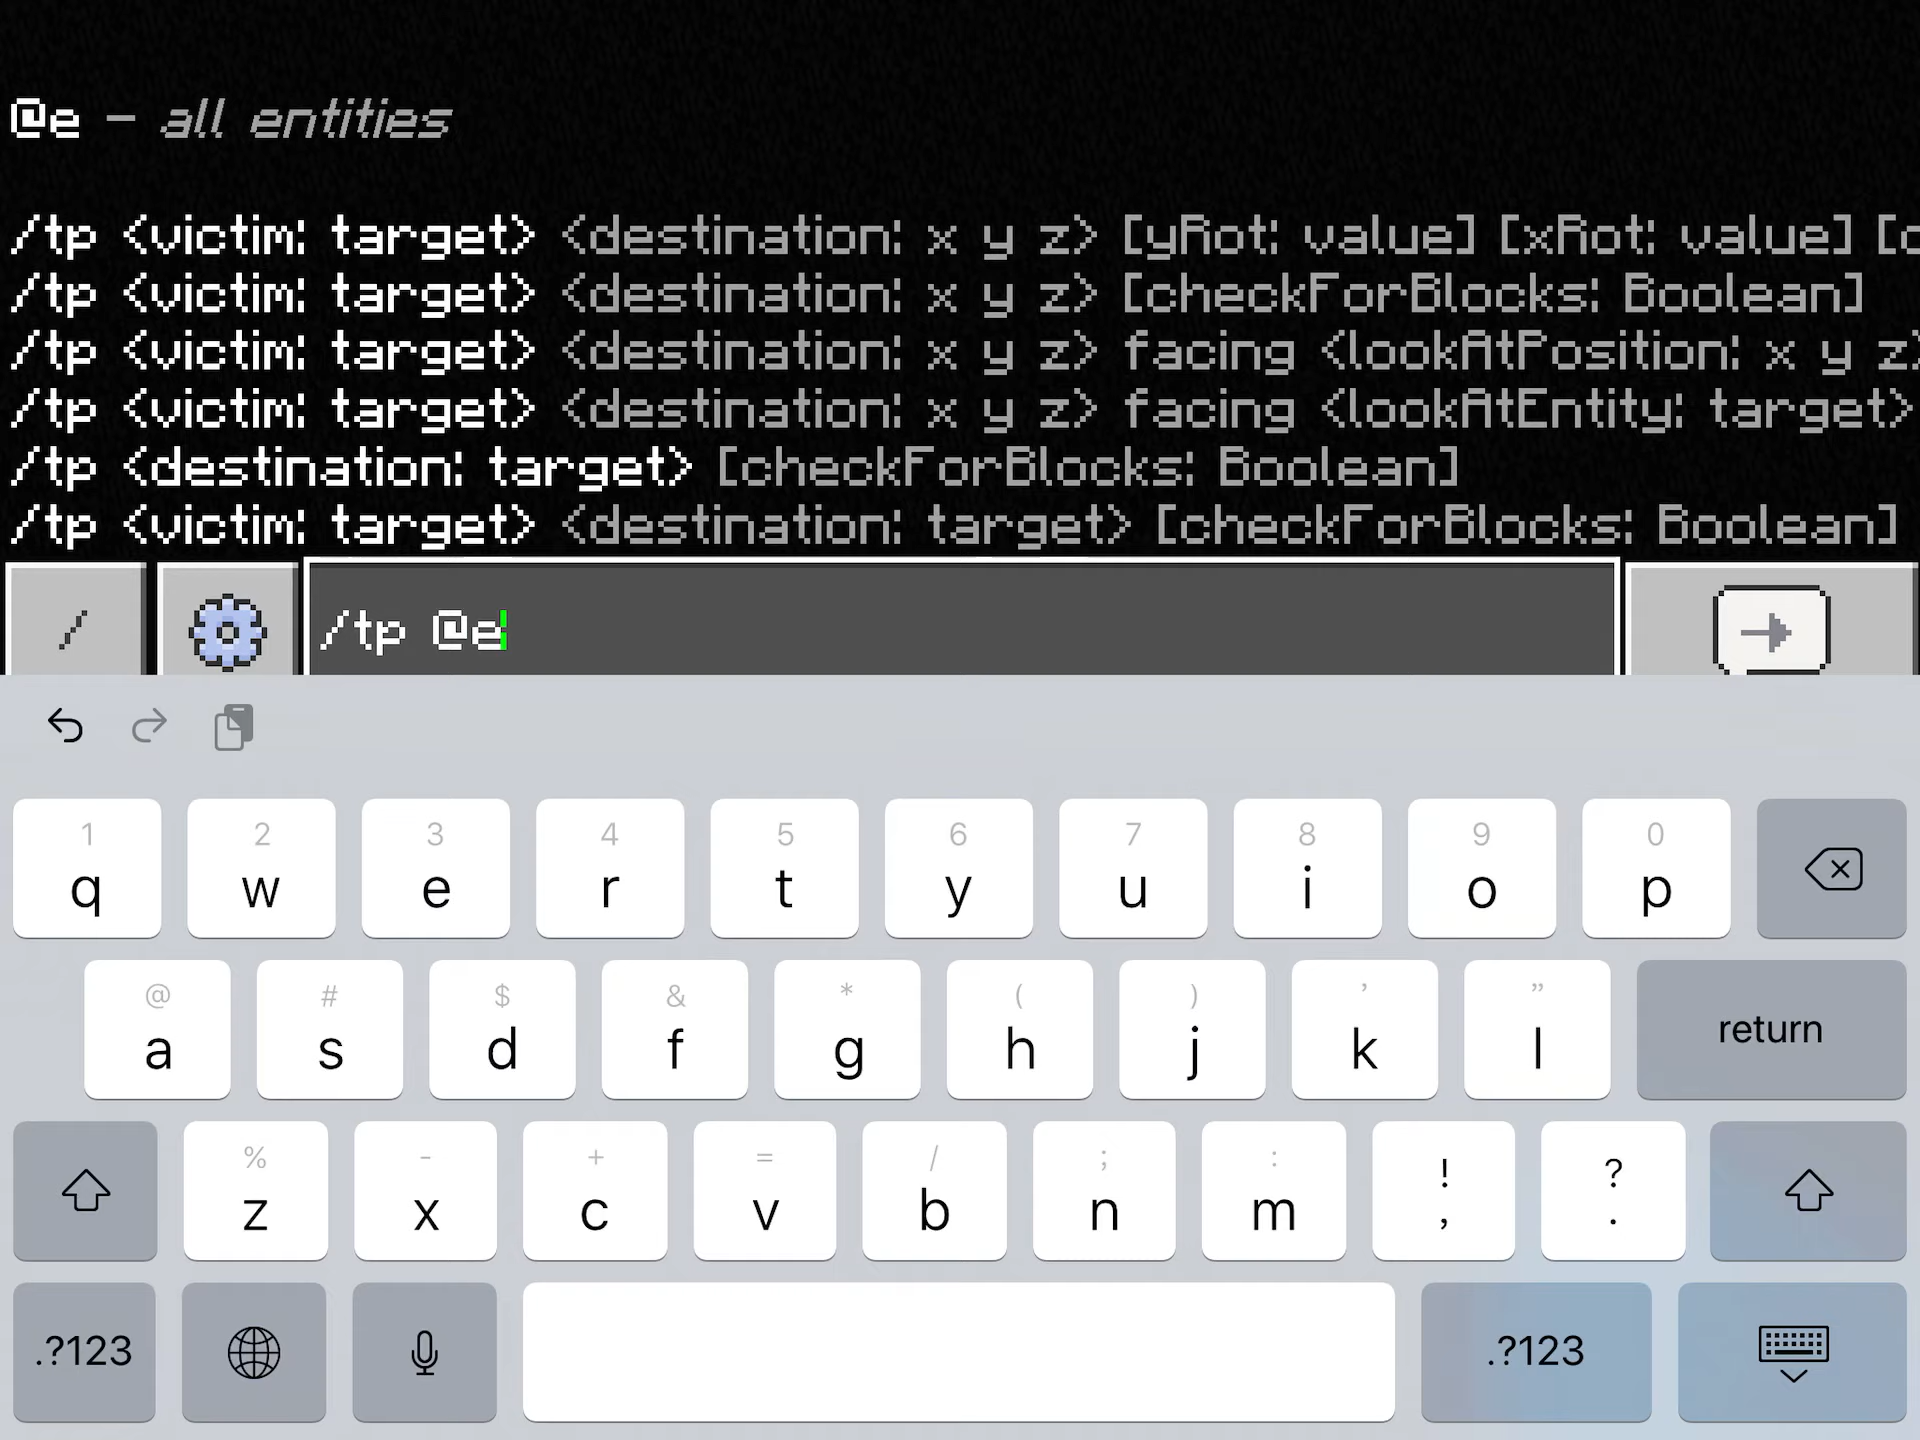 @e – all entities
/tp <victim: target> <destination: x y z> [yRot: value] [xRot: value] [c
/tp <victim: target> <destination: x y z> [checkForBlocks: Boolean]
/tp <victim: target> <destination: x y z> facing <lookAtPosition: x y z>
/tp <victim: target> <destination: x y z> facing <lookAtEntity: target>
/tp <destination: target> [checkForBlocks: Boolean]
/tp <victim: target> <destination: target> [checkForBlocks: Boolean]
/ /tp @e
1 2 3 4 5 6 7 8 9 0
q w e r t y u i o p
@ # $ & * ( ) ’ ”
a s d f g h j k l return
% - + = / ; : ! ?
z x c v b n m , .
.?123 .?123